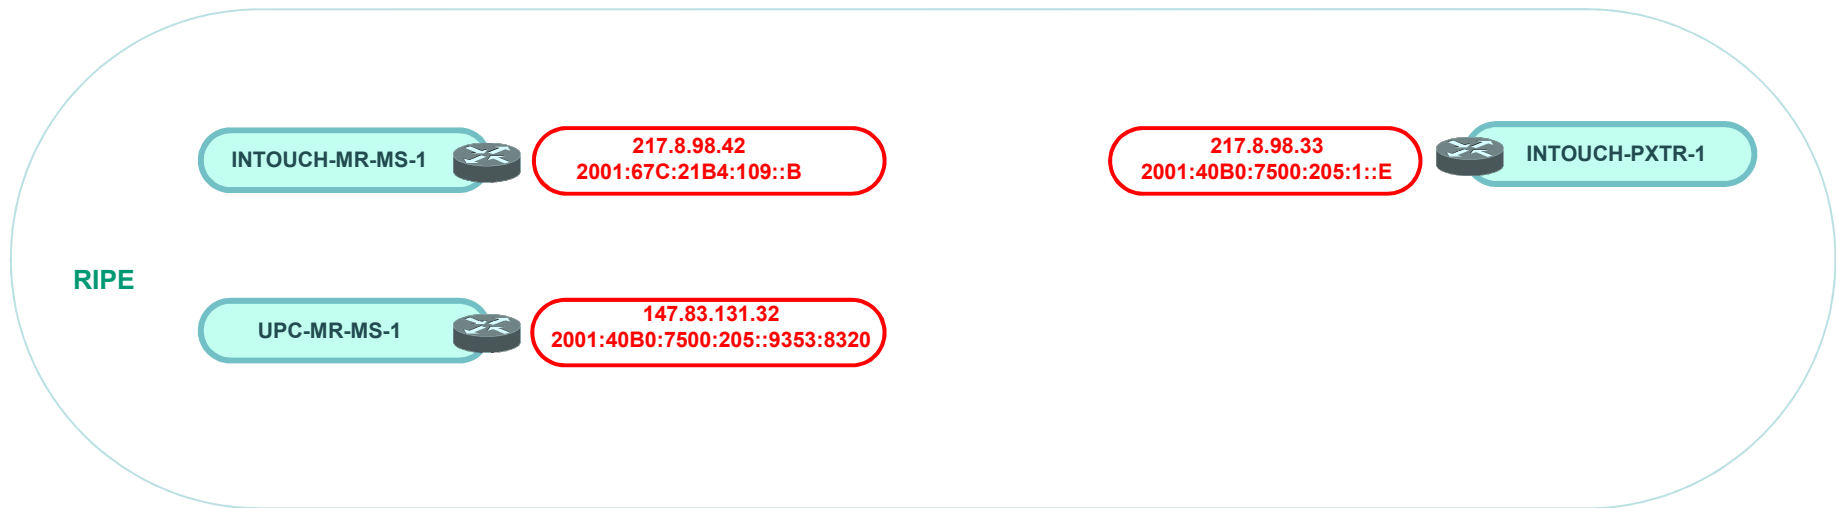 INTOUCH-MR-MS-1
217.8.98.42
2001:67C:21B4:109::B
217.8.98.33
2001:40B0:7500:205:1::E
INTOUCH-PXTR-1
RIPE
UPC-MR-MS-1
147.83.131.32
2001:40B0:7500:205::9353:8320